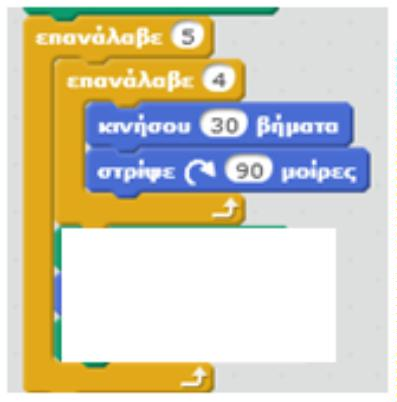 επανάλαβε 5
επανάλαβε 4
κινήσου 30 βήματα
στρίψε 90 μοίρες